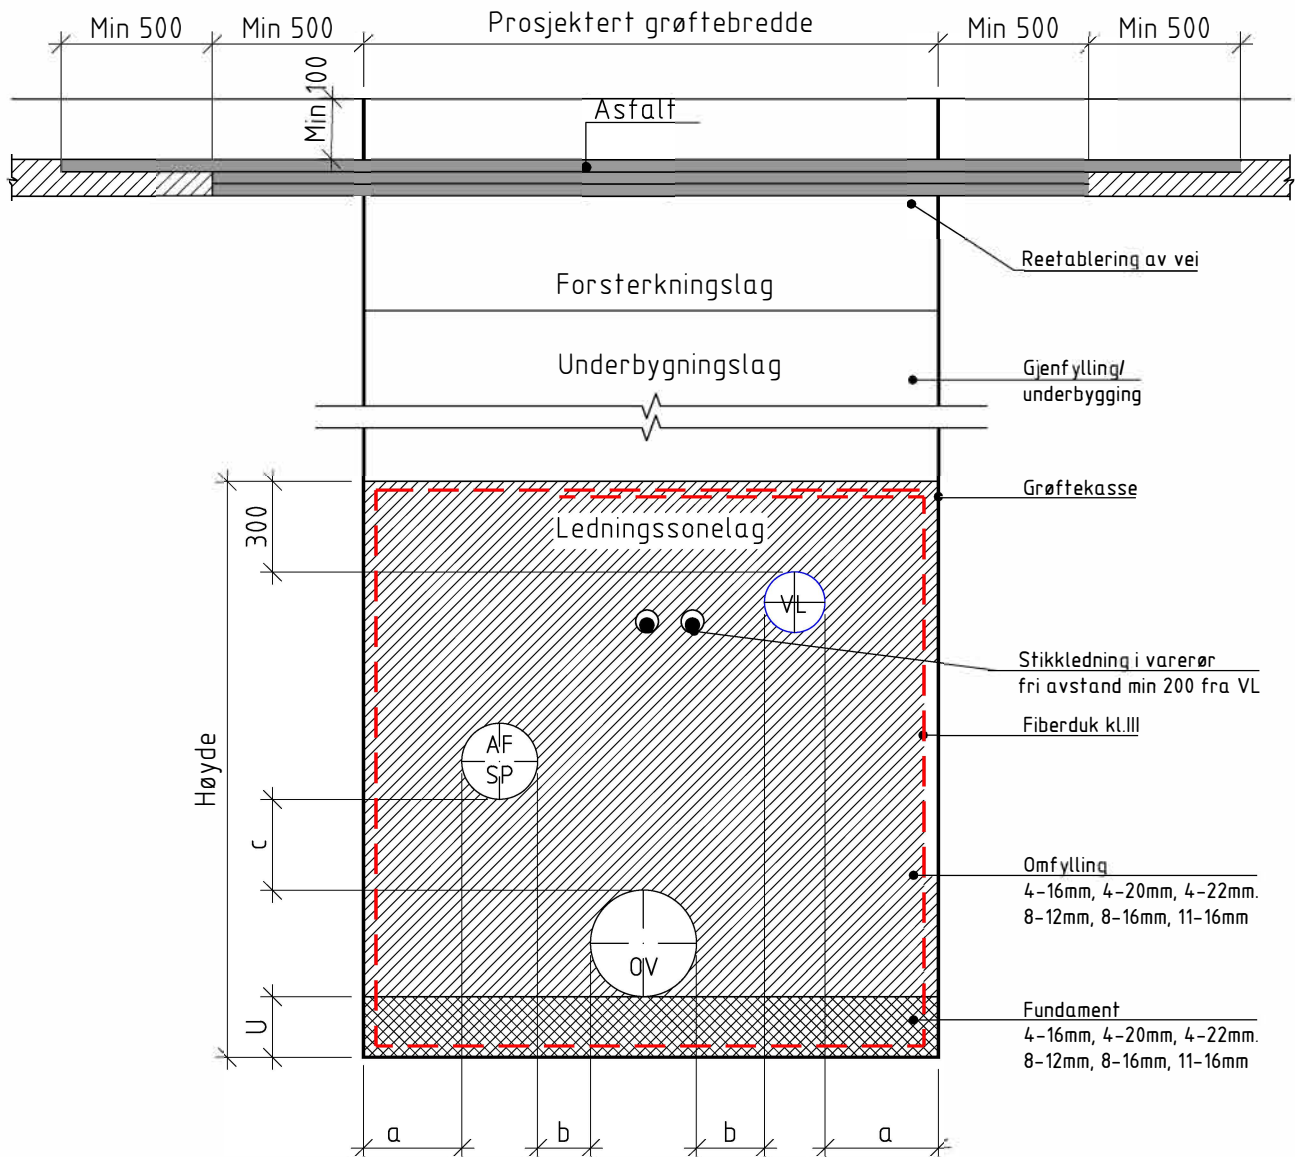 Min 500
Min 500
Prosjektert grøftebredde
Min 500
Min 500
Min 100
Asfalt
Reetablering av vei
Forsterkningslag
Underbygningslag
Gjenfylling/
underbygging
Grøftekasse
300
Ledningssonelag
VL
Stikkledning i varerør
fri avstand min 200 fra VL
Fiberduk kl.III
AF
SP
Høyde
c
Omfylling
4-16mm, 4-20mm, 4-22mm.
8-12mm, 8-16mm, 11-16mm
OV
U
Fundament
4-16mm, 4-20mm, 4-22mm.
8-12mm, 8-16mm, 11-16mm
a
b
b
a